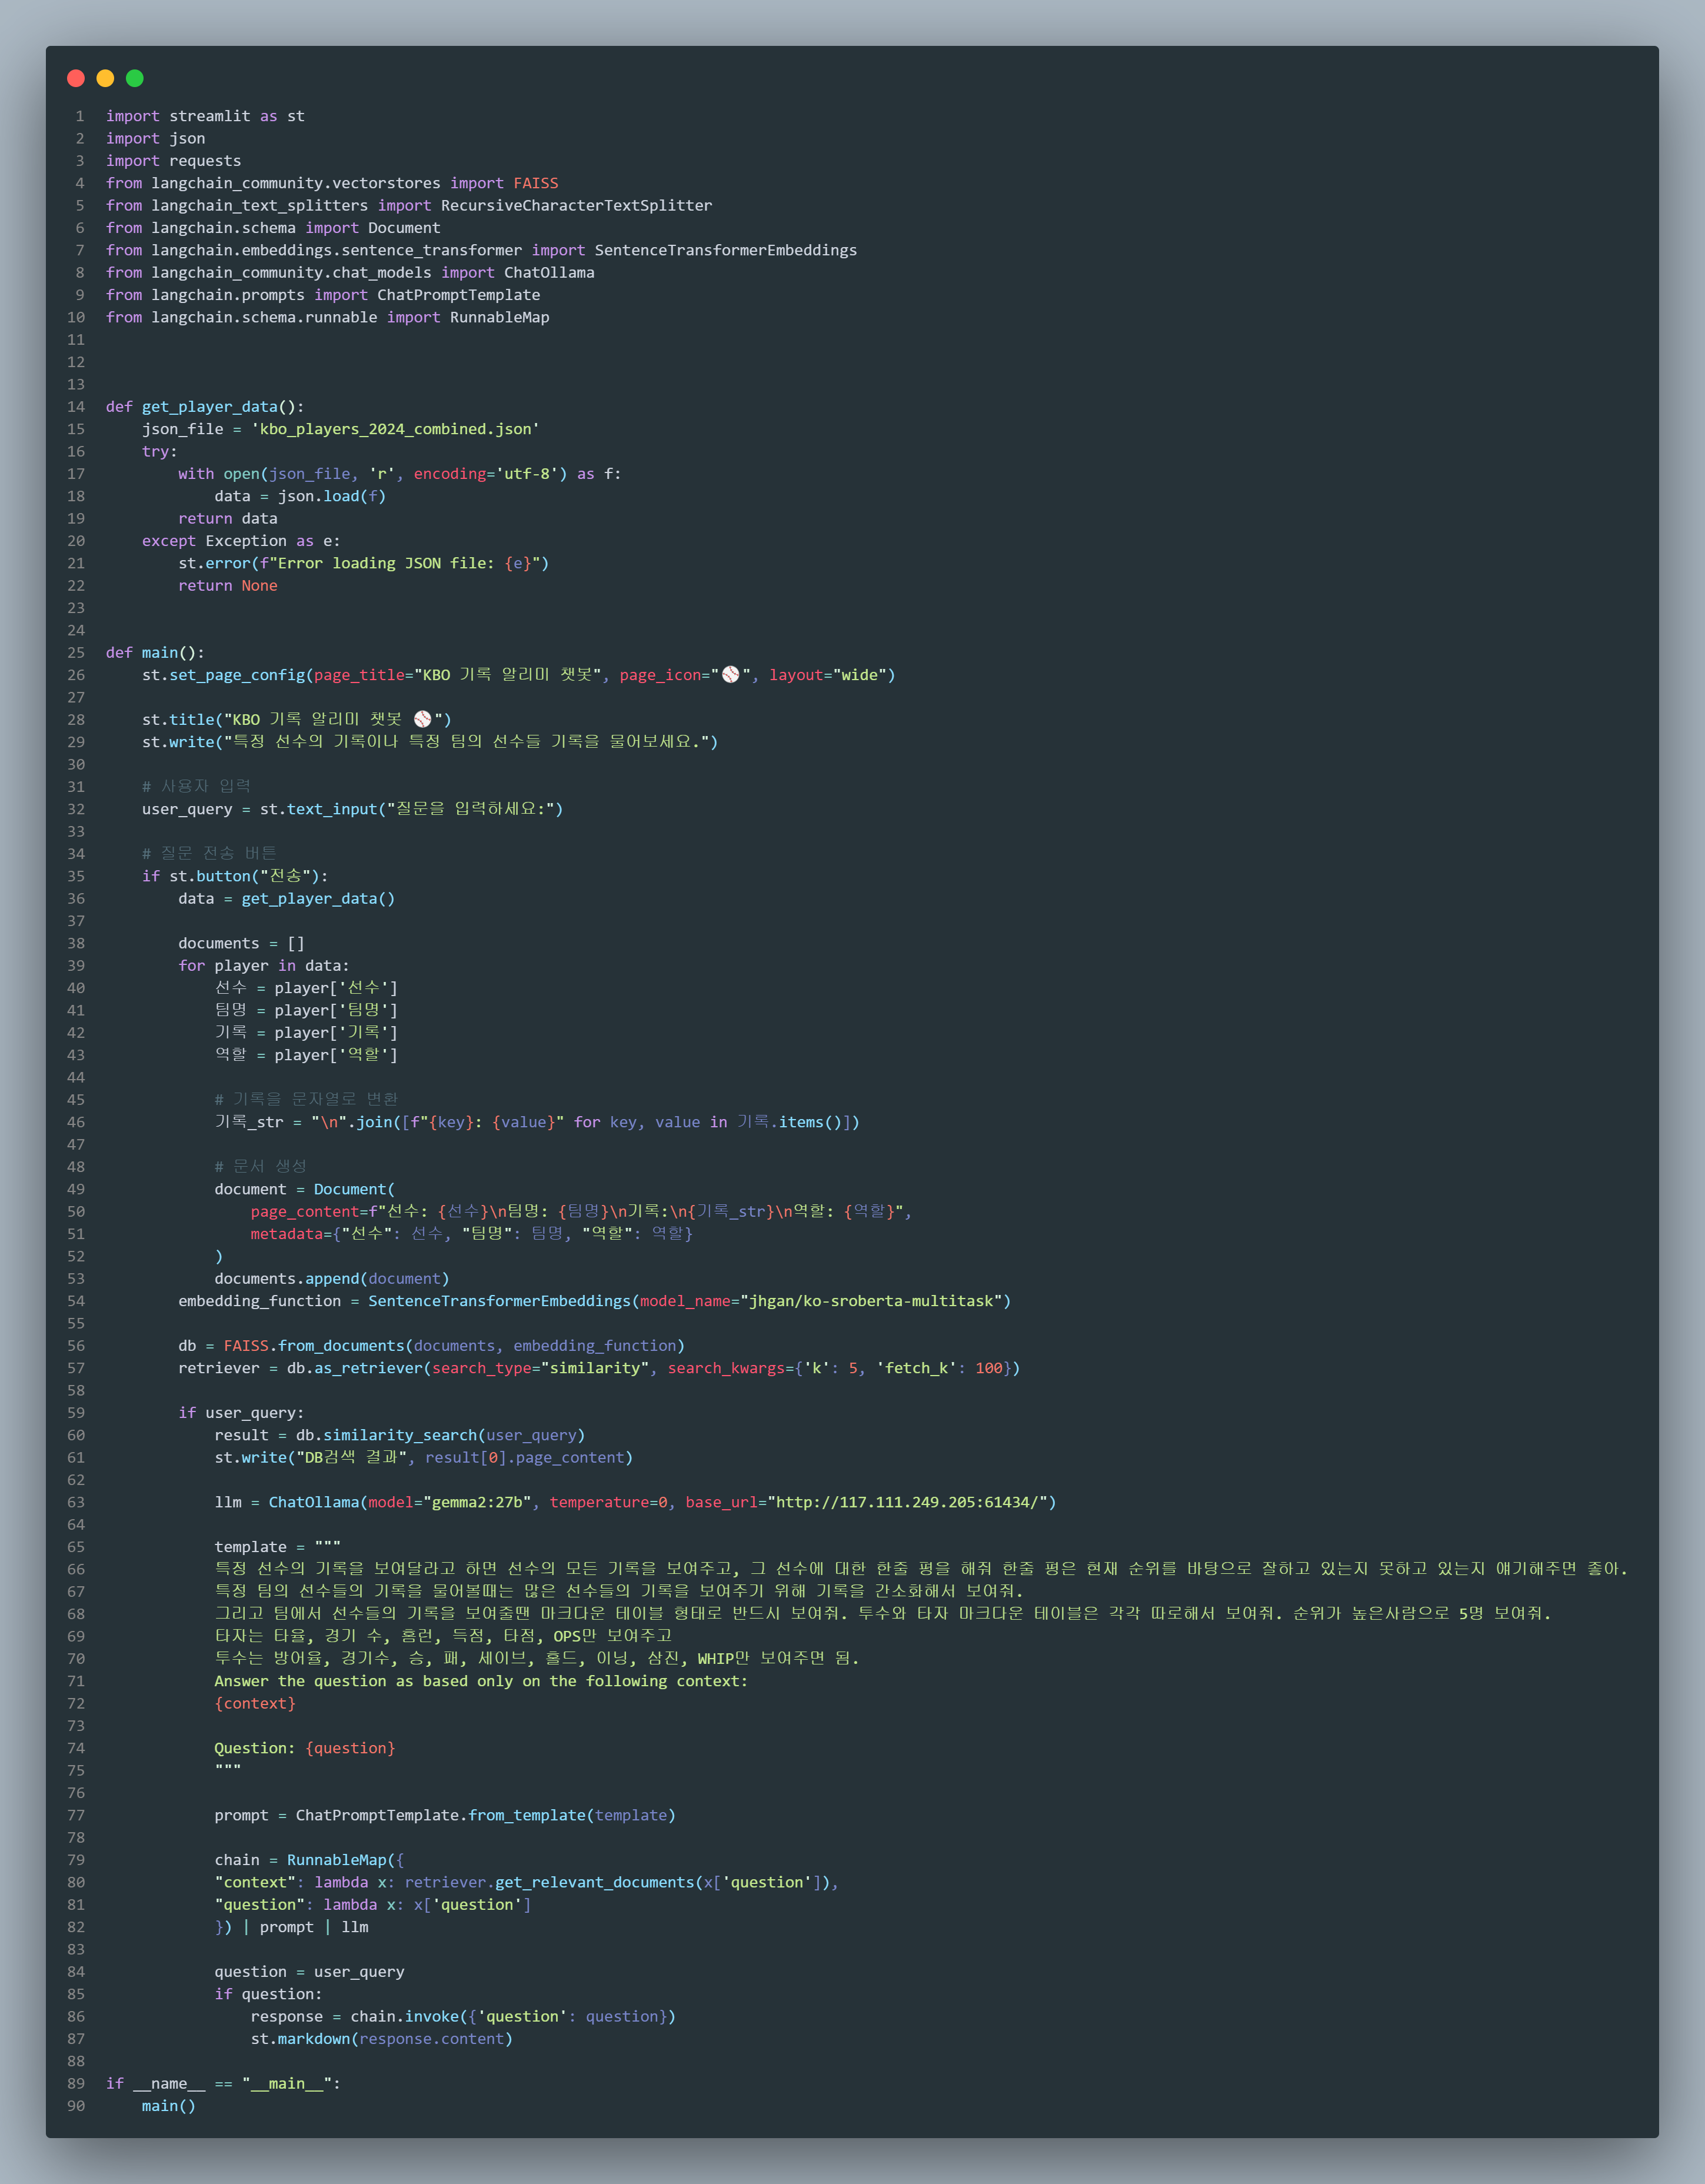 1 import streamlit as st
2 import json
3 import requests
4 from langchain_community.vectorstores import FAISS
5 from langchain_text_splitters import RecursiveCharacterTextSplitter
6 from langchain.schema import Document
7 from langchain.embeddings.sentence_transformer import SentenceTransformerEmbeddings
8 from langchain_community.chat_models import ChatOllama
9 from langchain.prompts import ChatPromptTemplate
10 from langchain.schema.runnable import RunnableMap
11
12
13
14 def get_player_data():
15     json_file = 'kbo_players_2024_combined.json'
16     try:
17         with open(json_file, 'r', encoding='utf-8') as f:
18             data = json.load(f)
19         return data
20     except Exception as e:
21         st.error(f"Error loading JSON file: {e}")
22         return None
23
24
25 def main():
26     st.set_page_config(page_title="KBO 기록 알리미 챗봇", page_icon="⚾", layout="wide")
27
28     st.title("KBO 기록 알리미 챗봇 ⚾")
29     st.write("특정 선수의 기록이나 특정 팀의 선수들 기록을 물어보세요.")
30
31     # 사용자 입력
32     user_query = st.text_input("질문을 입력하세요:")
33
34     # 질문 전송 버튼
35     if st.button("전송"):
36         data = get_player_data()
37
38         documents = []
39         for player in data:
40             선수 = player['선수']
41             팀명 = player['팀명']
42             기록 = player['기록']
43             역할 = player['역할']
44
45             # 기록을 문자열로 변환
46             기록_str = "\n".join([f"{key}: {value}" for key, value in 기록.items()])
47
48             # 문서 생성
49             document = Document(
50                 page_content=f"선수: {선수}\n팀명: {팀명}\n기록:\n{기록_str}\n역할: {역할}",
51                 metadata={"선수": 선수, "팀명": 팀명, "역할": 역할}
52             )
53             documents.append(document)
54         embedding_function = SentenceTransformerEmbeddings(model_name="jhgan/ko-sroberta-multitask")
55
56         db = FAISS.from_documents(documents, embedding_function)
57         retriever = db.as_retriever(search_type="similarity", search_kwargs={'k': 5, 'fetch_k': 100})
58
59         if user_query:
60             result = db.similarity_search(user_query)
61             st.write("DB검색 결과", result[0].page_content)
62
63             llm = ChatOllama(model="gemma2:27b", temperature=0, base_url="http://117.111.249.205:61434/")
64
65             template = """
66             특정 선수의 기록을 보여달라고 하면 선수의 모든 기록을 보여주고, 그 선수에 대한 한줄 평을 해줘 한줄 평은 현재 순위를 바탕으로 잘하고 있는지 못하고 있는지 얘기해주면 좋아.
67             특정 팀의 선수들의 기록을 물어볼때는 많은 선수들의 기록을 보여주기 위해 기록을 간소화해서 보여줘.
68             그리고 팀에서 선수들의 기록을 보여줄땐 마크다운 테이블 형태로 반드시 보여줘. 투수와 타자 마크다운 테이블은 각각 따로해서 보여줘. 순위가 높은사람으로 5명 보여줘.
69             타자는 타율, 경기 수, 홈런, 득점, 타점, OPS만 보여주고
70             투수는 방어율, 경기수, 승, 패, 세이브, 홀드, 이닝, 삼진, WHIP만 보여주면 됨.
71             Answer the question as based only on the following context:
72             {context}
73
74             Question: {question}
75             """
76
77             prompt = ChatPromptTemplate.from_template(template)
78
79             chain = RunnableMap({
80             "context": lambda x: retriever.get_relevant_documents(x['question']),
81             "question": lambda x: x['question']
82             }) | prompt | llm
83
84             question = user_query
85             if question:
86                 response = chain.invoke({'question': question})
87                 st.markdown(response.content)
88
89 if __name__ == "__main__":
90     main()